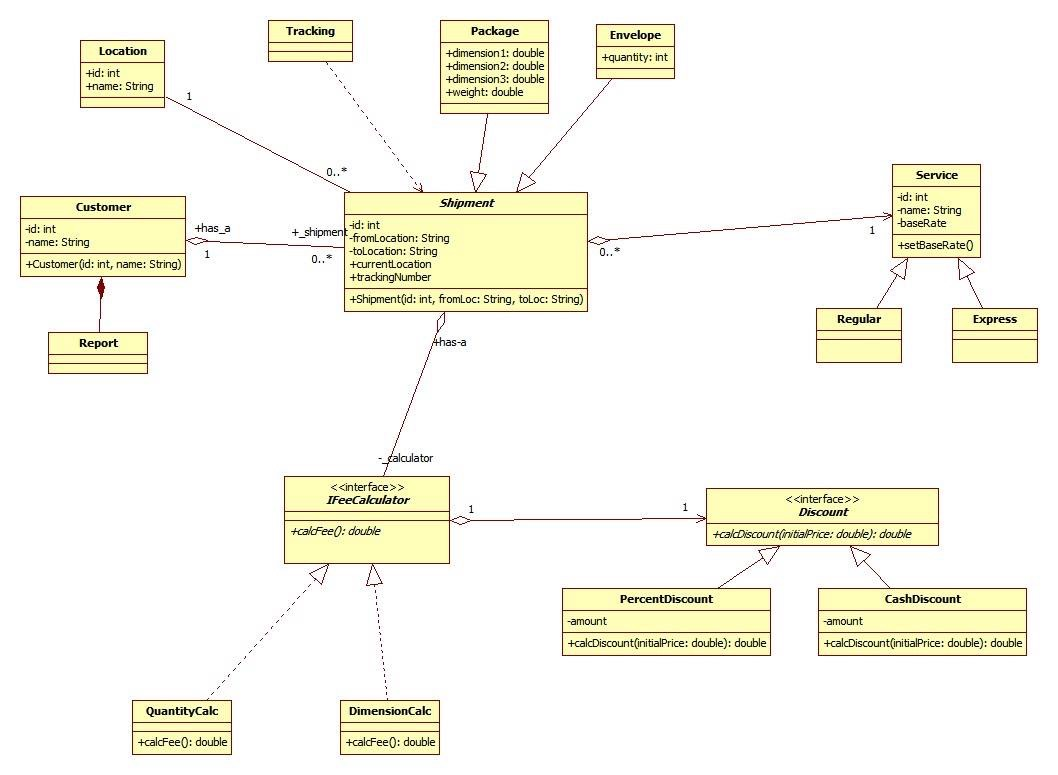 Tracking
Package
+dimension1: double
+dimension2: double
+dimension3: double
+weight: double
Envelope
+quantity: int
Location
+id: int
+name: String
1
0..*
Customer
-id: int
-name: String
+Customer(id: int, name: String)
+has_a
1
+_shipment
0..*
Shipment
-id: int
-fromLocation: String
-toLocation: String
+currentLocation
+trackingNumber
+Shipment(id: int, fromLoc: String, toLoc: String)
0..*
1
Service
-id: int
-name: String
-baseRate
+setBaseRate()
Report
Regular
Express
+has-a
-_calculator
<<interface>>
IFeeCalculator
+calcFee(): double
1
1
<<interface>>
Discount
+calcDiscount(initialPrice: double): double
PercentDiscount
-amount
+calcDiscount(initialPrice: double): double
CashDiscount
-amount
+calcDiscount(initialPrice: double): double
QuantityCalc
+calcFee(): double
DimensionCalc
+calcFee(): double